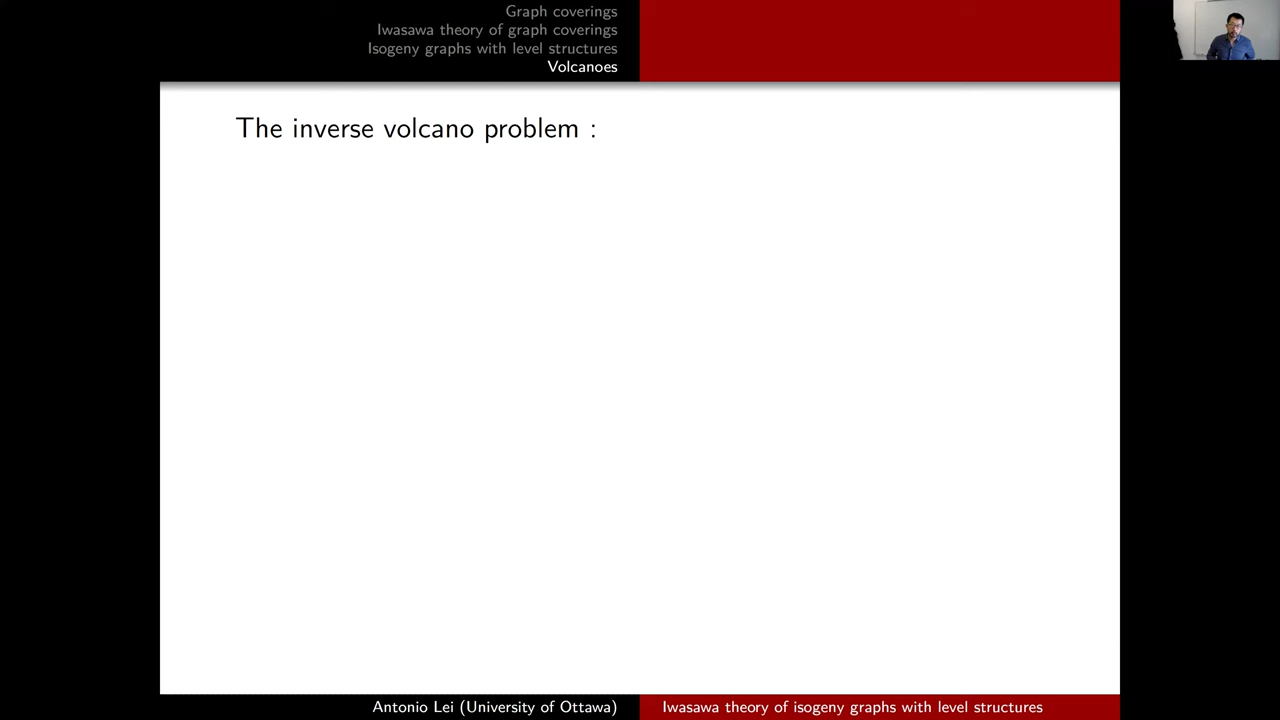 Graph coverings
Iwasawa theory of graph coverings
Isogeny graphs with level structures
Volcanoes
The inverse volcano problem :
Antonio Lei (University of Ottawa)
Iwasawa theory of isogeny graphs with level structures